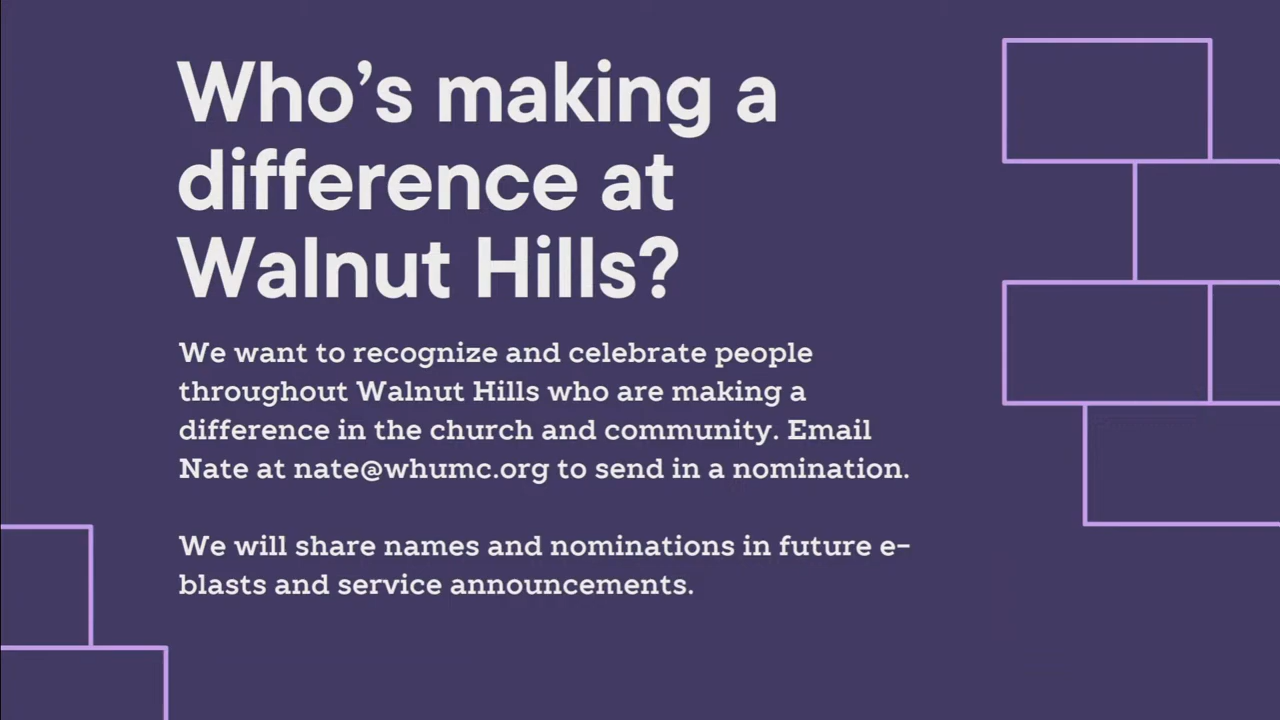 Who’s making a
difference at
Walnut Hills?
We want to recognize and celebrate people
throughout Walnut Hills who are making a
difference in the church and community. Email
Nate at nate@whumc.org to send in a nomination.
We will share names and nominations in future e-
blasts and service announcements.